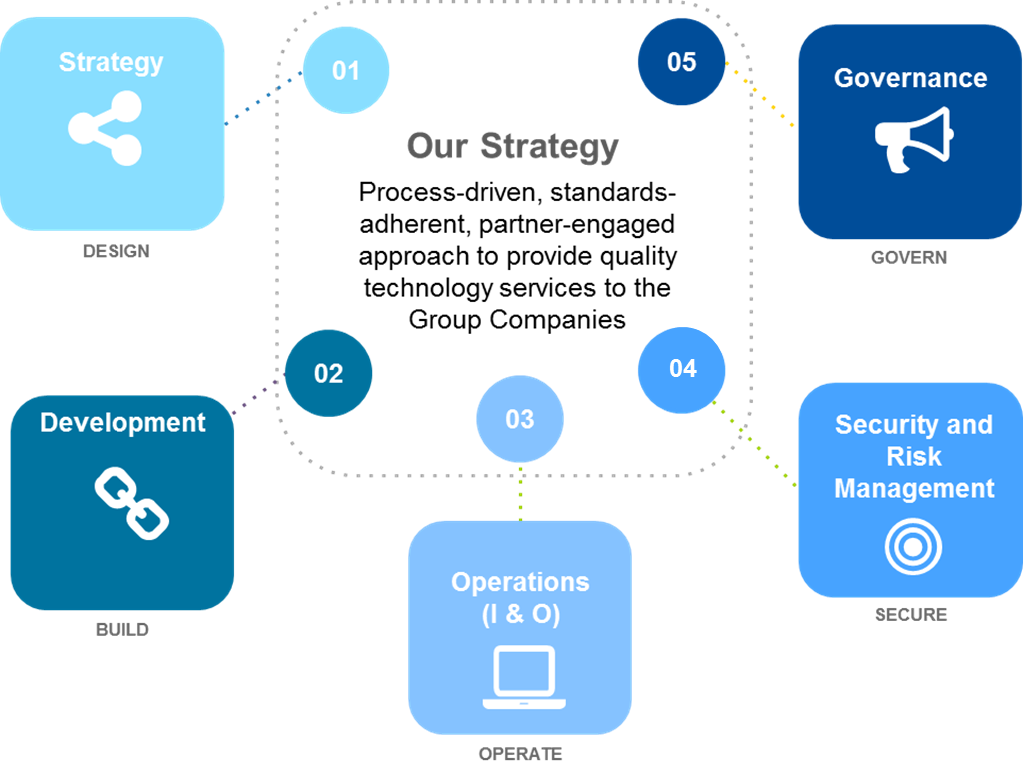 Strategy
DESIGN
01
05
Governance
GOVERN
Our Strategy
Process-driven, standards-
adherent, partner-engaged
approach to provide quality
technology services to the
Group Companies
02
Development
BUILD
03
Operations
(I & O)
OPERATE
04
Security and
Risk
Management
SECURE